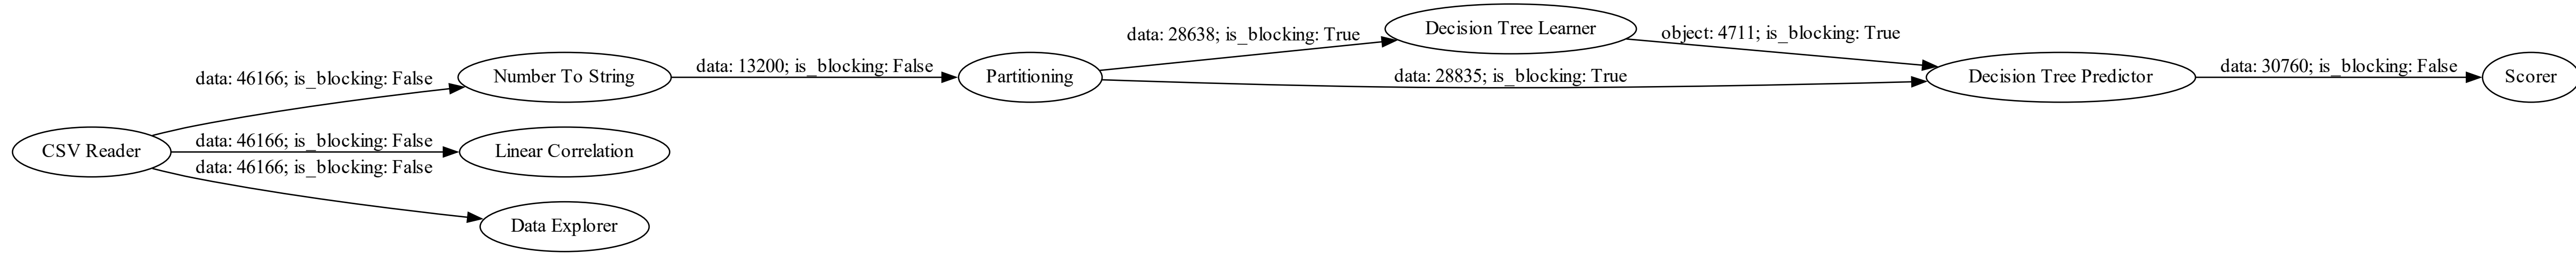 data: 28638; is_blocking: True
Decision Tree Learner
object: 4711; is_blocking: True
data: 46166; is_blocking: False
Number To String
data: 13200; is_blocking: False
Partitioning
data: 28835; is_blocking: True
Decision Tree Predictor
data: 30760; is_blocking: False
Scorer
CSV Reader
data: 46166; is_blocking: False
Linear Correlation
data: 46166; is_blocking: False
Data Explorer